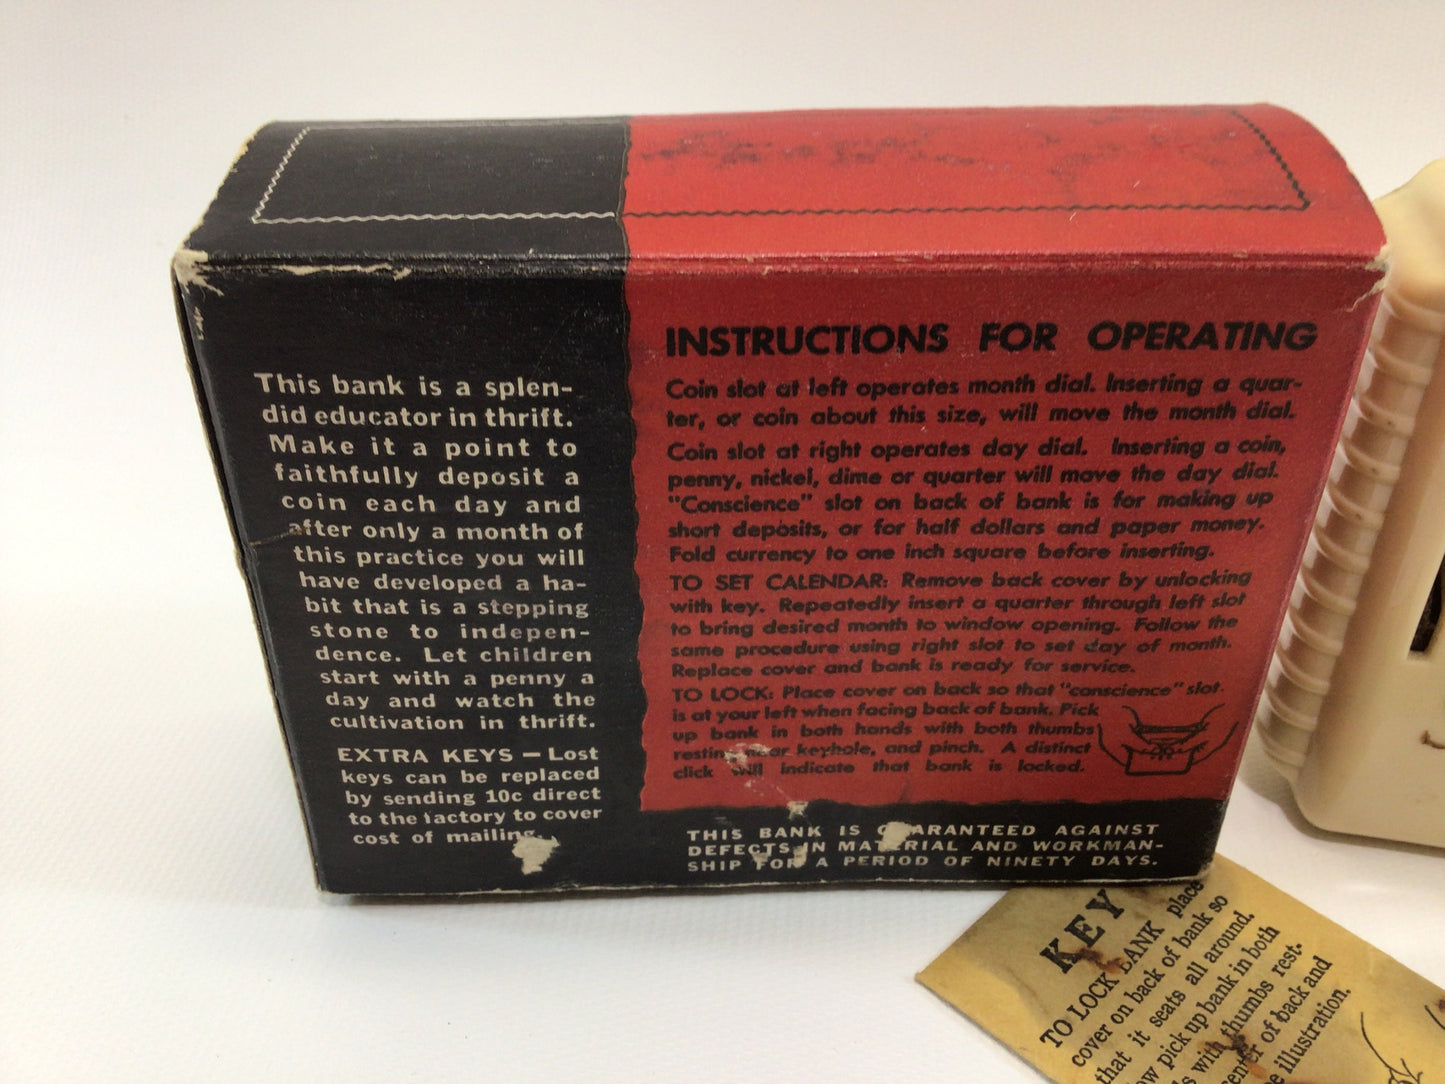 This bank is a splen-
did educator in thrift.
Make it a point to
faithfully deposit a
coin each day and
after only a month of
this practice you will
have developed a ha-
bit that is a stepping
stone to indepen-
dence. Let children
start with a penny a
day and watch the
cultivation in thrift.
EXTRA KEYS — Lost
keys can be replaced
by sending 10c direct
to the factory to cover
cost of mailing.
INSTRUCTIONS FOR OPERATING
Coin slot at left operates month dial. Inserting a quar-
ter, or coin about this size, will move the month dial.
Coin slot at right operates day dial. Inserting a coin,
penny, nickel, dime or quarter will move the day dial.
"Conscience" slot on back of bank is for making up
short deposits, or for half dollars and paper money.
Fold currency to one inch square before inserting.
TO SET CALENDAR: Remove back cover by unlocking
with key. Repeatedly insert a quarter through left slot
to bring desired month to window opening. Follow the
same procedure using right slot to set day of month.
Replace cover and bank is ready for service.
TO LOCK: Place cover on back so that "conscience" slot
is at your left when facing back of bank. Pick
up bank in both hands with both thumbs
resting near keyhole, and pinch. A distinct
click will indicate that bank is locked.
THIS BANK IS GUARANTEED AGAINST
DEFECTS IN MATERIAL AND WORKMAN-
SHIP FOR A PERIOD OF NINETY DAYS.
KEY
TO LOCK BANK place
cover on back of bank so
that it seats all around.
pick up bank in both
with thumbs rest-
of back and
illustration.